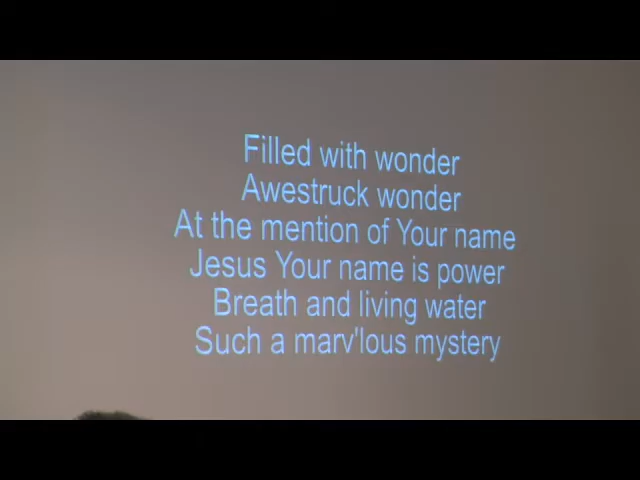 Filled with wonder
Awestruck wonder
At the mention of Your name
Jesus Your name is power
Breath and living water
Such a marv'lous mystery